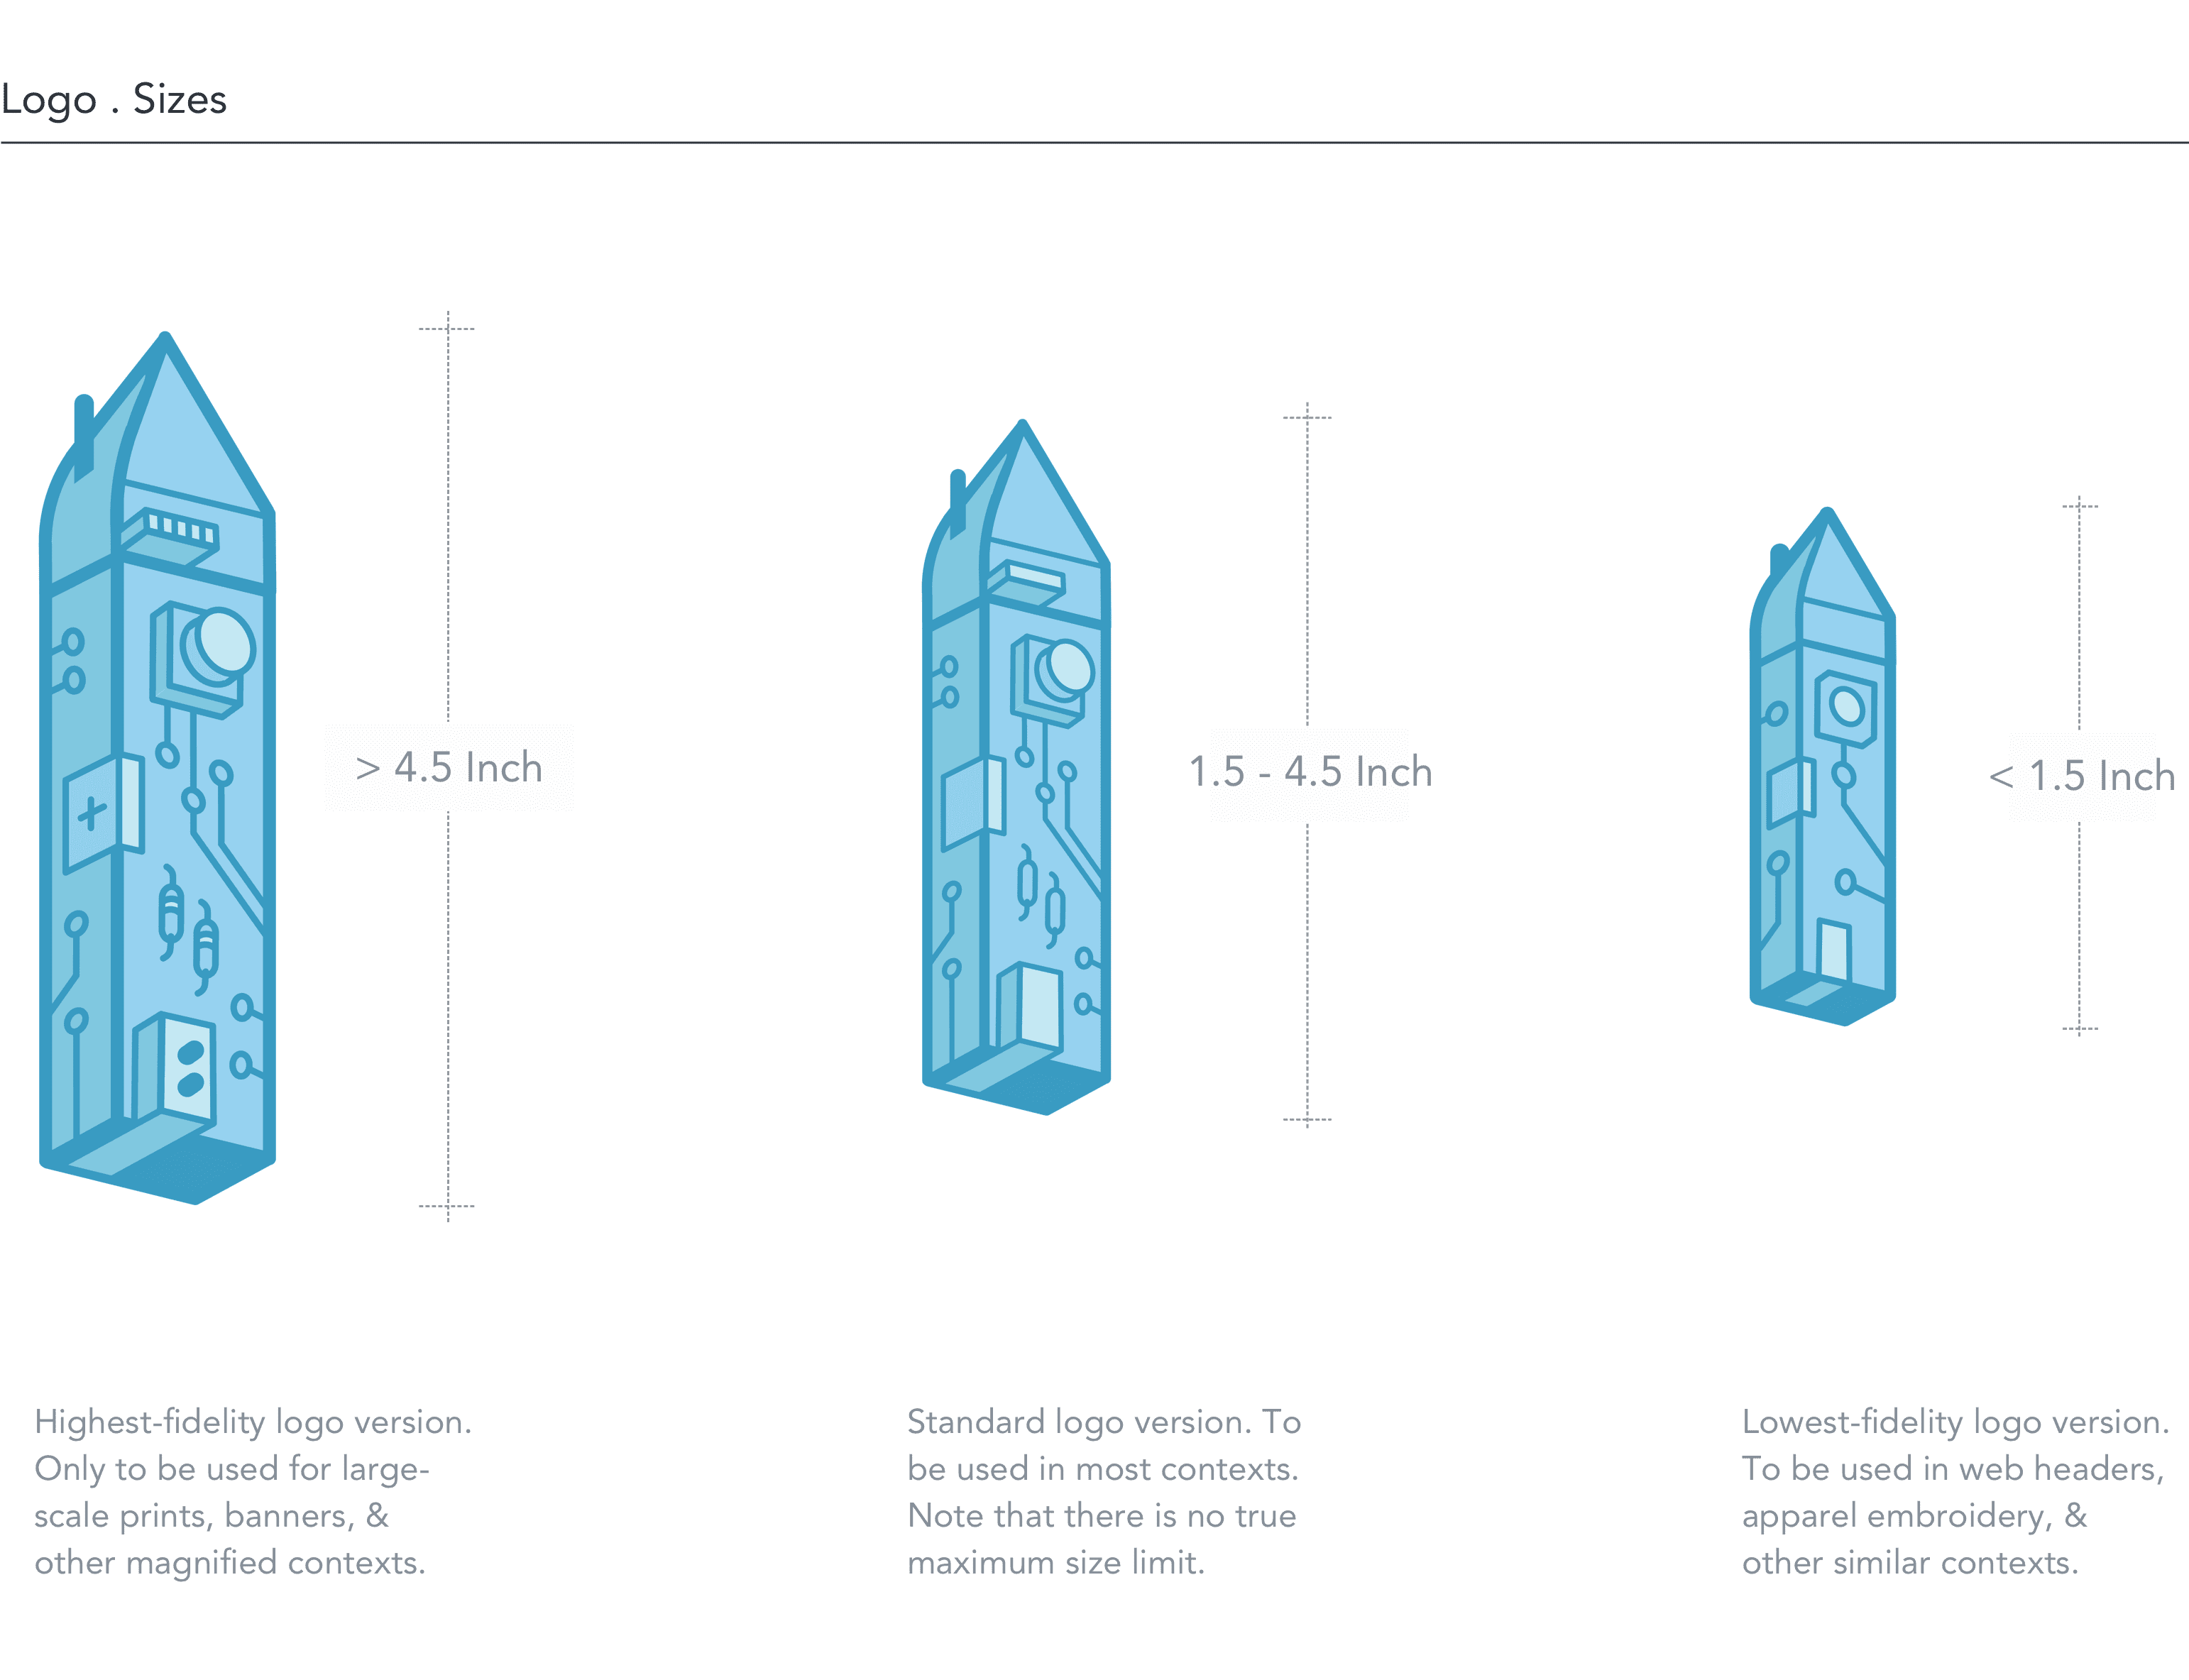 Logo . Sizes
> 4.5 Inch
1.5 - 4.5 Inch
< 1.5 Inch
Highest-fidelity logo version.
Only to be used for large-
scale prints, banners, &
other magnified contexts.
Standard logo version. To
be used in most contexts.
Note that there is no true
maximum size limit.
Lowest-fidelity logo version.
To be used in web headers,
apparel embroidery, &
other similar contexts.